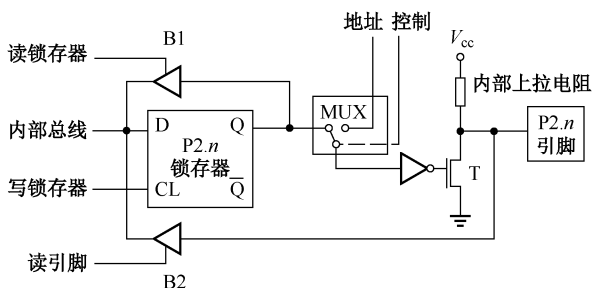 地址 控制
B1
读锁存器
Vcc
内部上拉电阻
MUX
内部总线
D Q
P2.n
锁存器
P2.n
引脚
写锁存器
CL Q
T
读引脚
B2